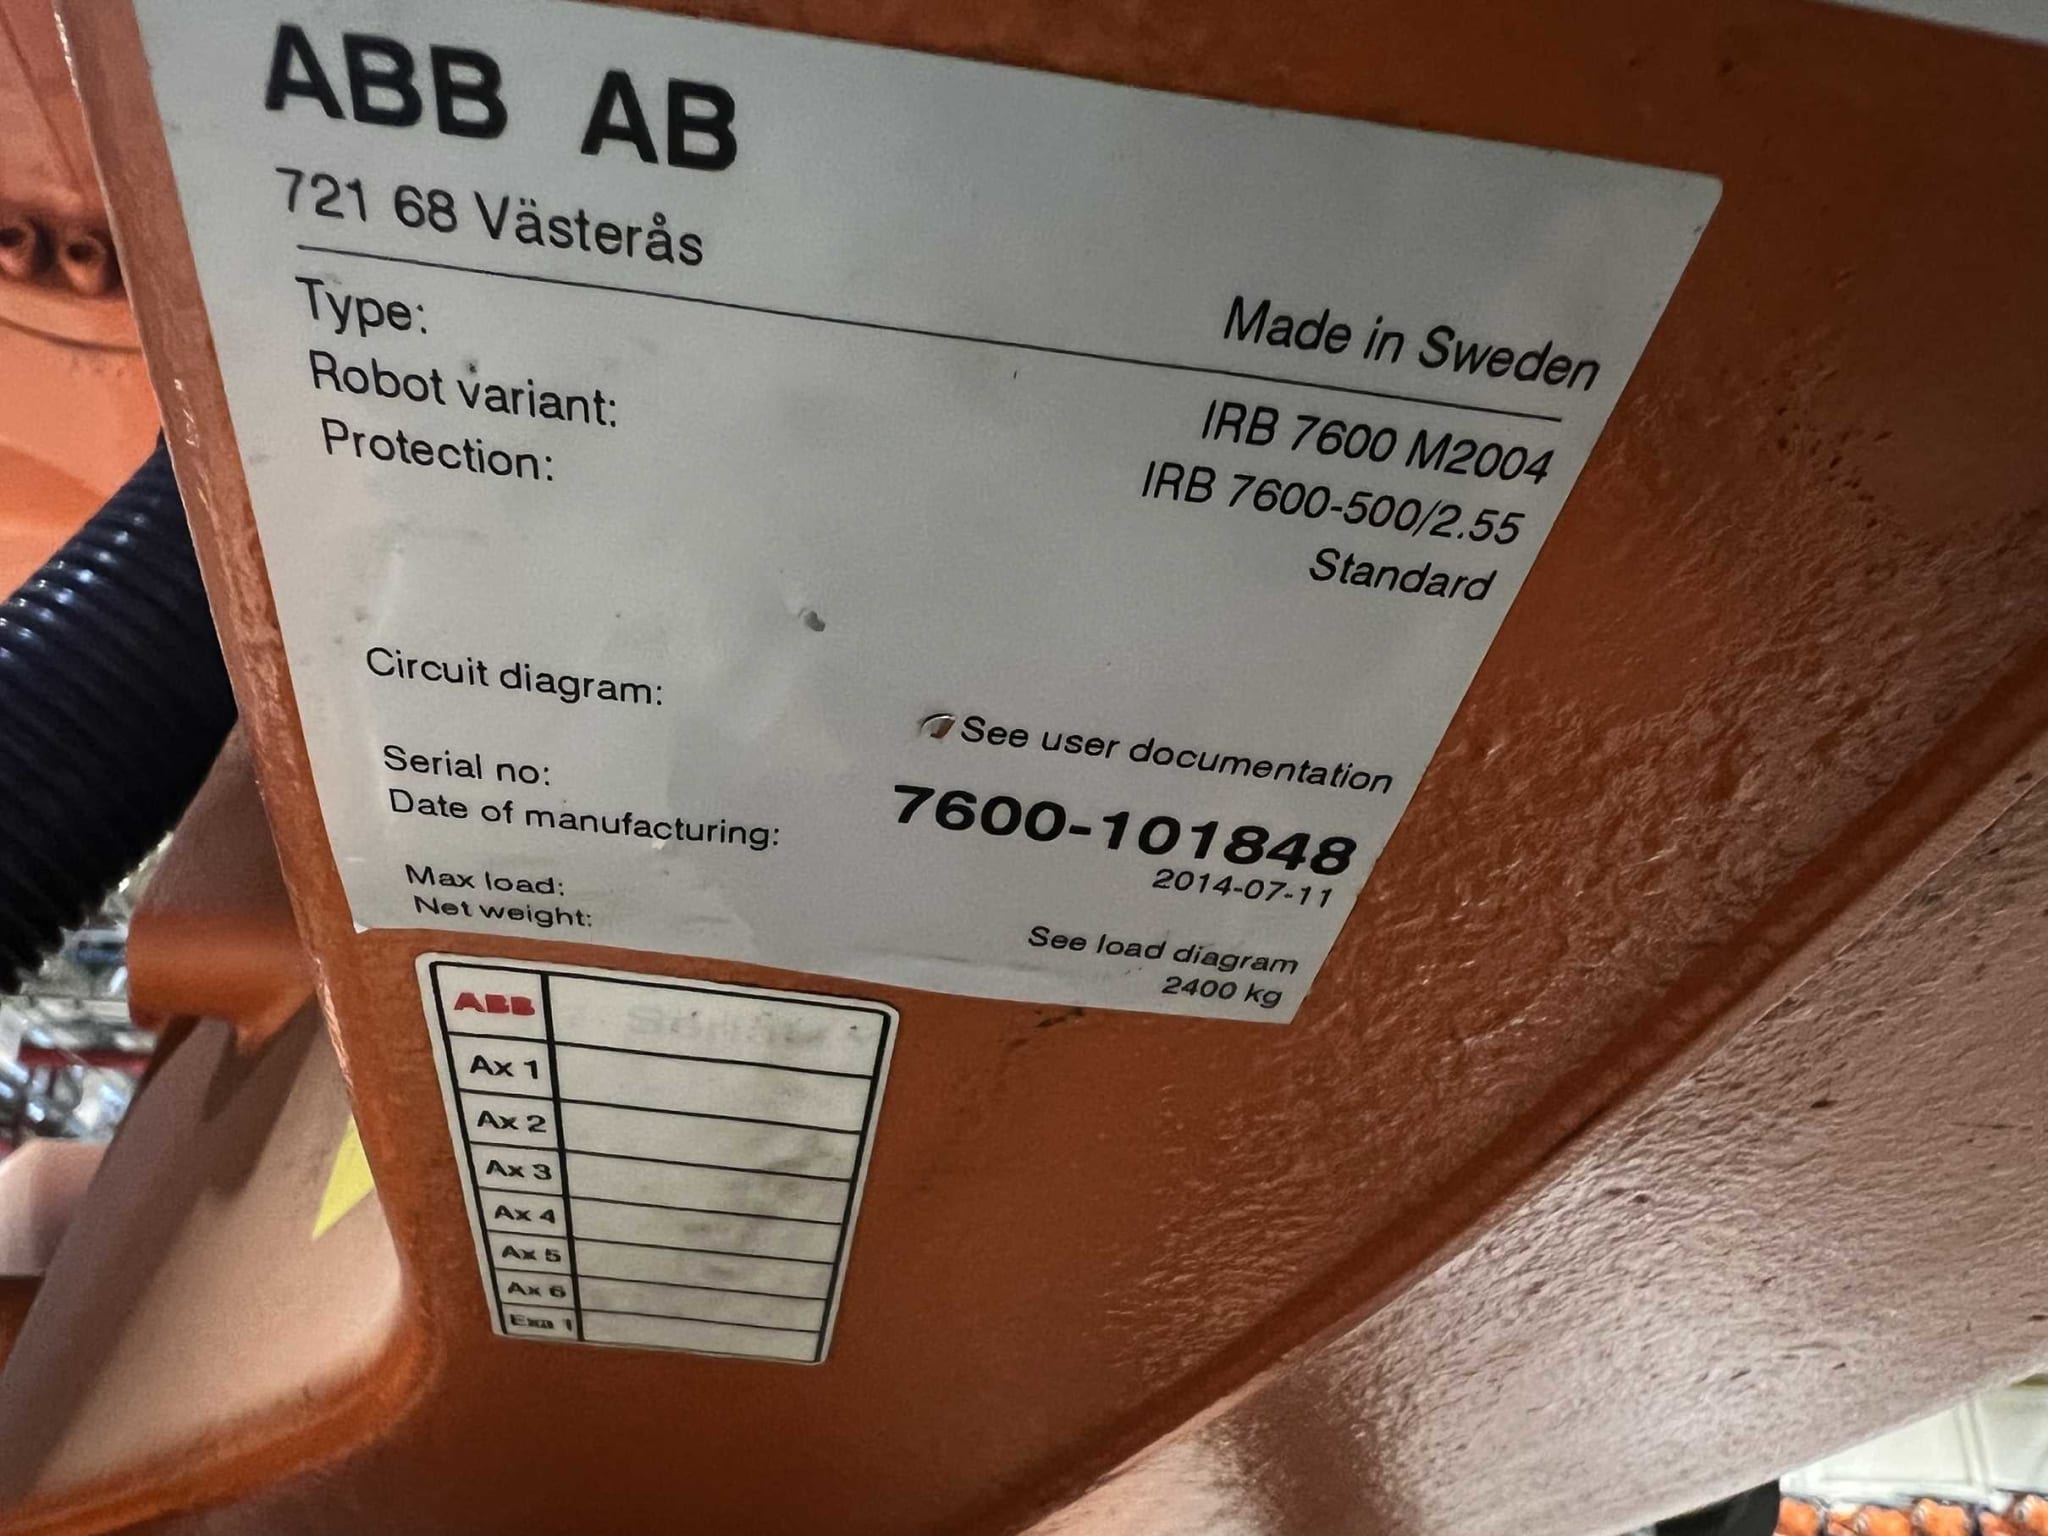 ABB AB
721 68 Västerås
Made in Sweden
Type: IRB 7600 M2004
Robot variant: IRB 7600-500/2.55
Protection: Standard
Circuit diagram: See user documentation
Serial no: 7600-101848
Date of manufacturing: 2014-07-11
Max load: See load diagram
Net weight: 2400 kg
ABB
Ax 1
Ax 2
Ax 3
Ax 4
Ax 5
Ax 6
Exa 1